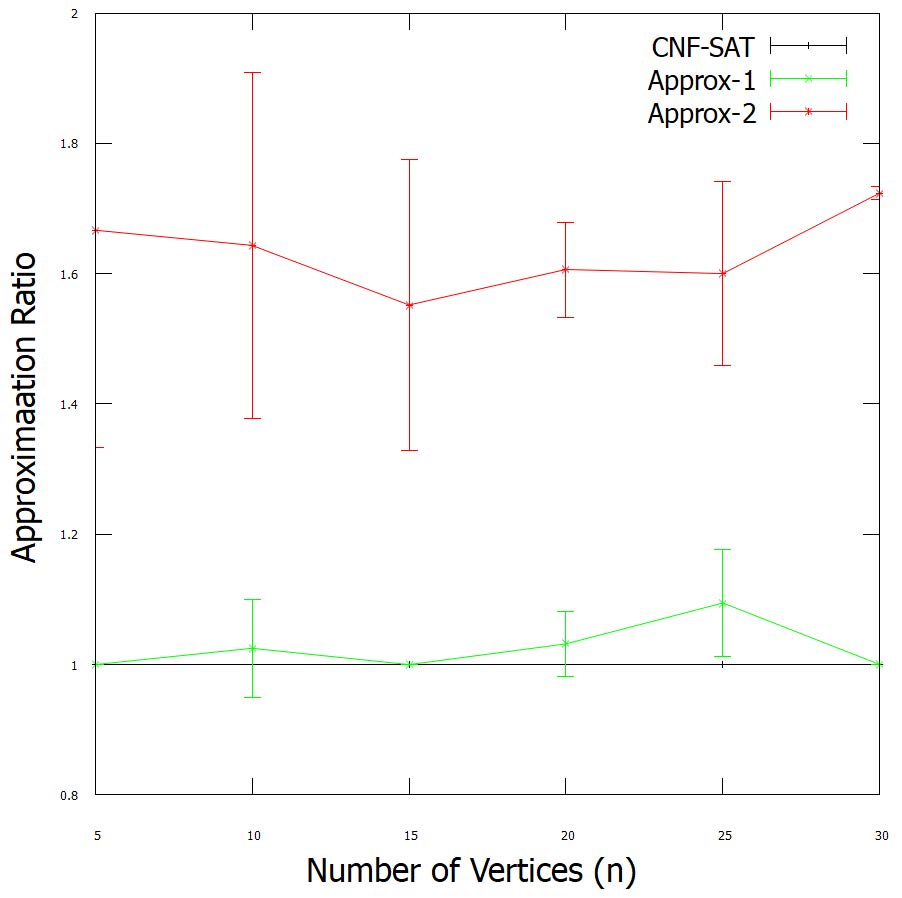 2
1.8
1.6
1.4
1.2
1
0.8
5 10 15 20 25 30
Number of Vertices (n)
Approximaation Ratio
CNF-SAT
Approx-1
Approx-2